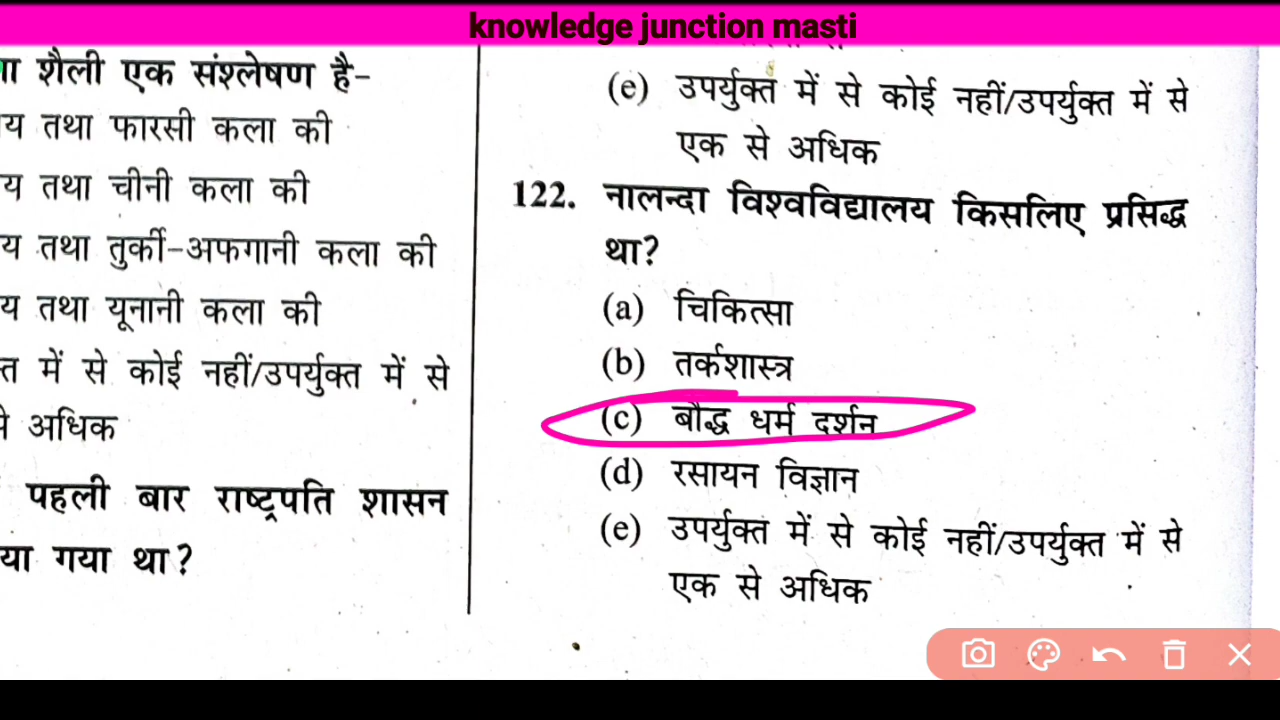 knowledge junction masti
शैली एक संश्लेषण है-
य तथा फारसी कला की
य तथा चीनी कला की
य तथा तुर्की-अफगानी कला की
य तथा यूनानी कला की
त में से कोई नहीं/उपर्युक्त में से
अधिक
पहली बार राष्ट्रपति शासन
या गया था?
(e) उपर्युक्त में से कोई नहीं/उपर्युक्त में से
एक से अधिक
122. नालन्दा विश्वविद्यालय किसलिए प्रसिद्ध
था?
(a) चिकित्सा
(b) तर्कशास्त्र
(c) बौद्ध धर्म दर्शन
(d) रसायन विज्ञान
(e) उपर्युक्त में से कोई नहीं/उपर्युक्त में से
एक से अधिक